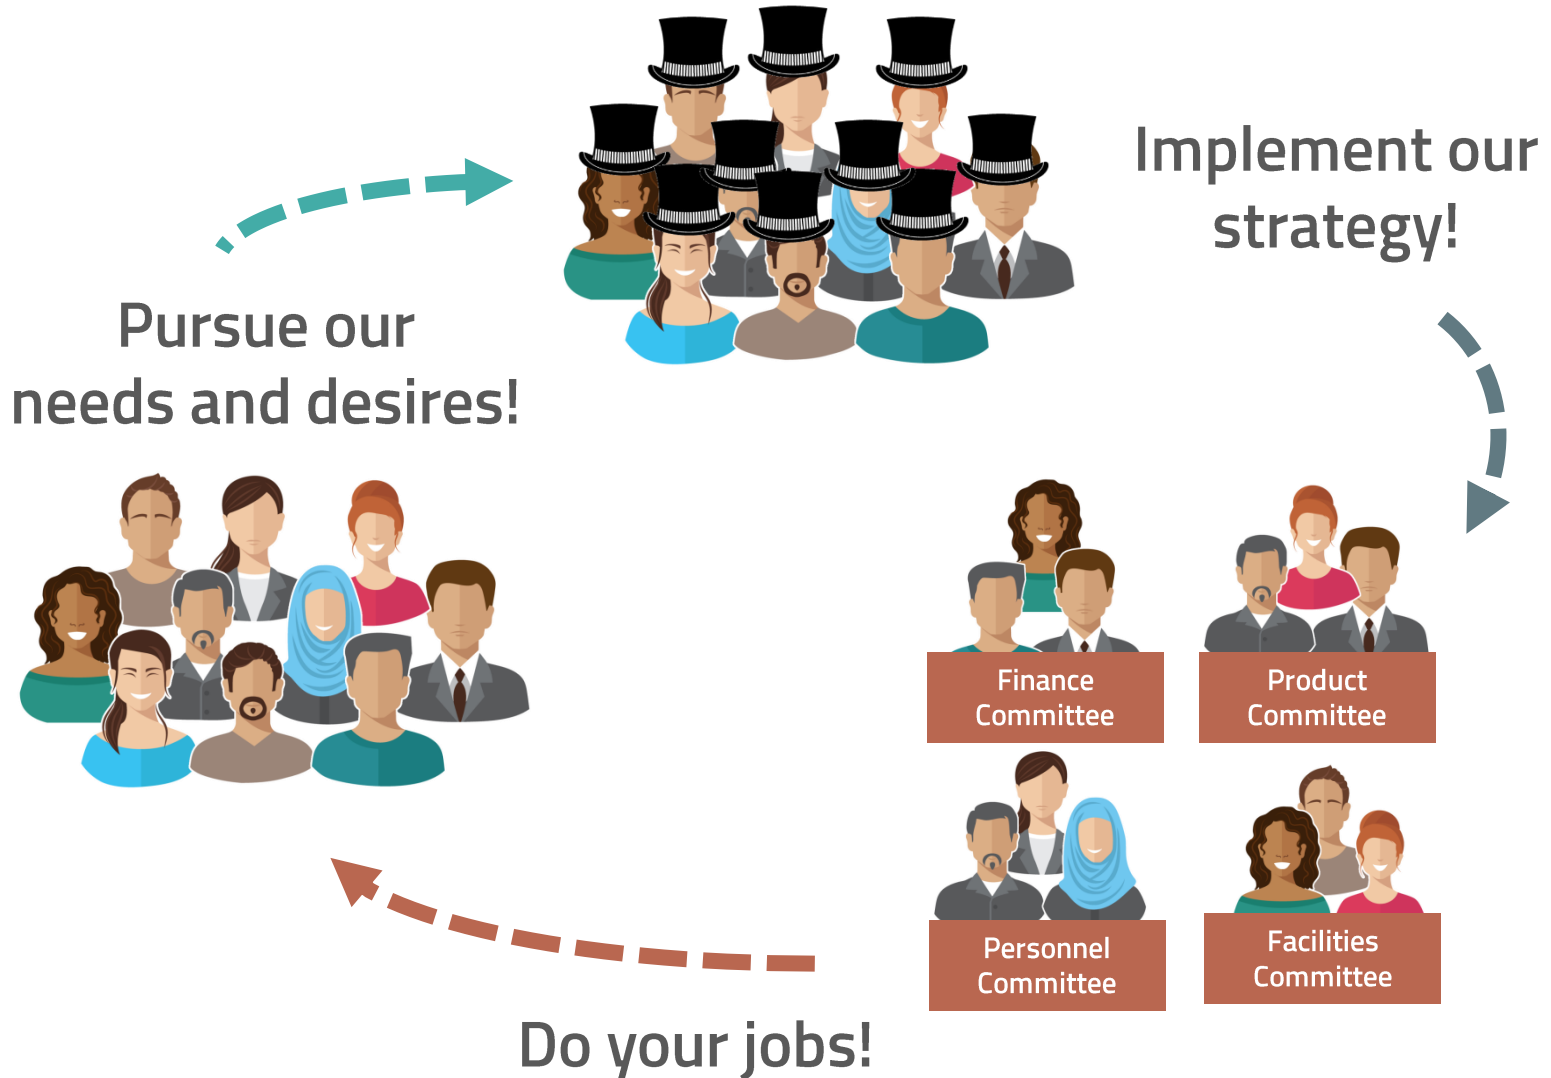 Implement our
strategy!
Pursue our
needs and desires!
Finance
Committee
Product
Committee
Personnel
Committee
Facilities
Committee
Do your jobs!